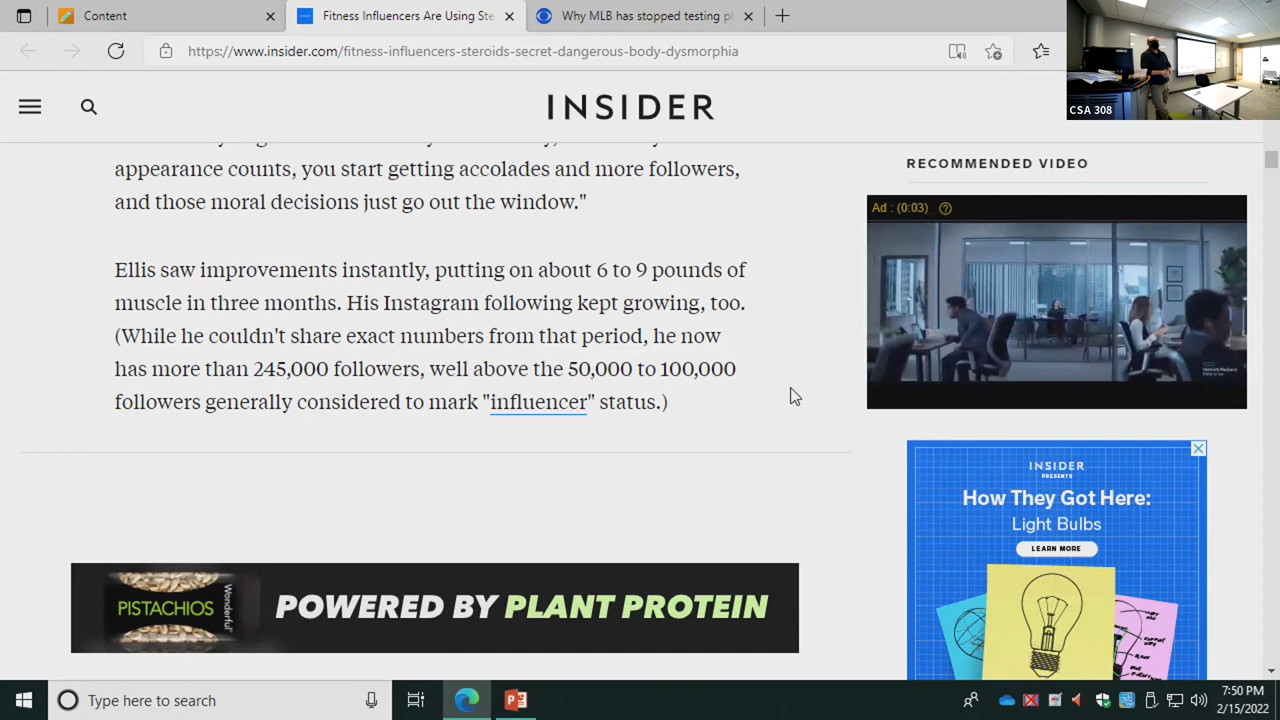 Content
Fitness Influencers Are Using Ste
Why MLB has stopped testing pl
https://www.insider.com/fitness-influencers-steroids-secret-dangerous-body-dysmorphia
CSA 308
INSIDER
appearance counts, you start getting accolades and more followers,
and those moral decisions just go out the window."
Ellis saw improvements instantly, putting on about 6 to 9 pounds of
muscle in three months. His Instagram following kept growing, too.
(While he couldn't share exact numbers from that period, he now
has more than 245,000 followers, well above the 50,000 to 100,000
followers generally considered to mark "influencer" status.)
RECOMMENDED VIDEO
Ad : (0:03)
INSIDER
PRESENTS
How They Got Here:
Light Bulbs
LEARN MORE
PISTACHIOS
Wonderful
POWERED BY PLANT PROTEIN
Type here to search
7:50 PM
2/15/2022